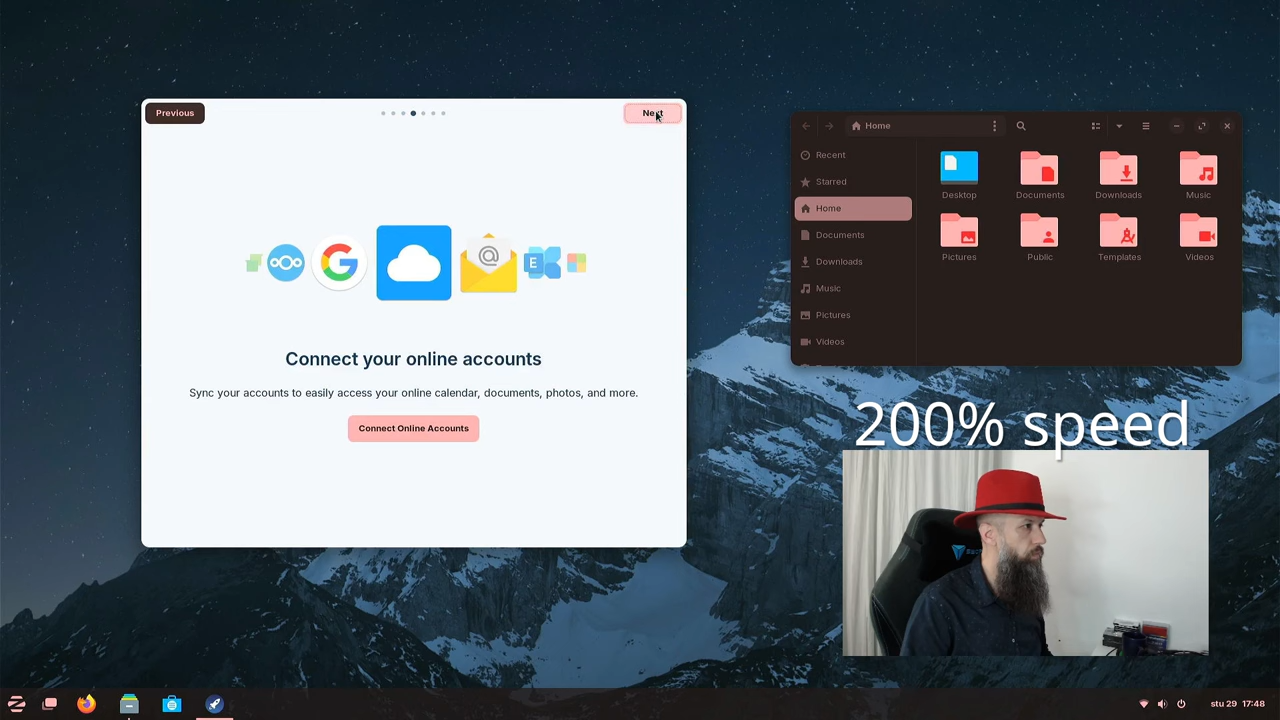 Previous
Next
Connect your online accounts
Sync your accounts to easily access your online calendar, documents, photos, and more.
Connect Online Accounts
Home
Recent
Starred
Home
Documents
Downloads
Music
Pictures
Videos
Desktop
Documents
Downloads
Music
Pictures
Public
Templates
Videos
200% speed
stu 29 17:48